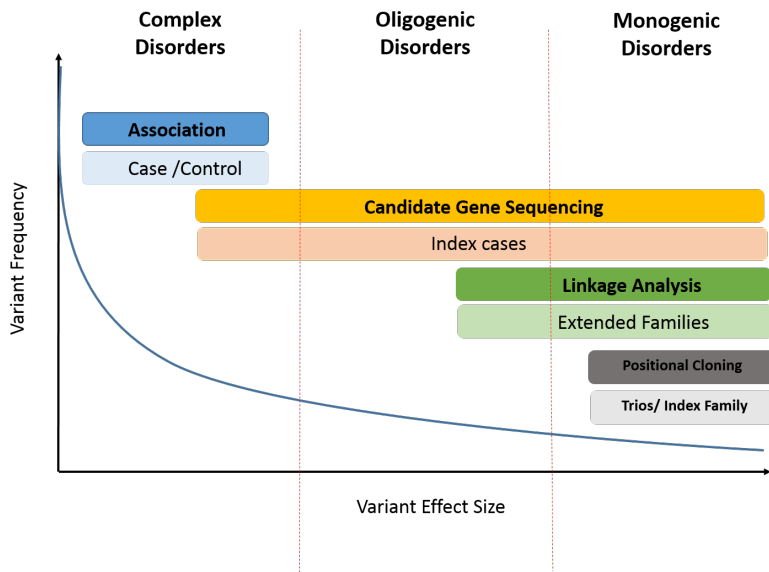 Complex
Disorders
Oligogenic
Disorders
Monogenic
Disorders
Association
Case /Control
Candidate Gene Sequencing
Index cases
Linkage Analysis
Extended Families
Positional Cloning
Trios/ Index Family
Variant Frequency
Variant Effect Size